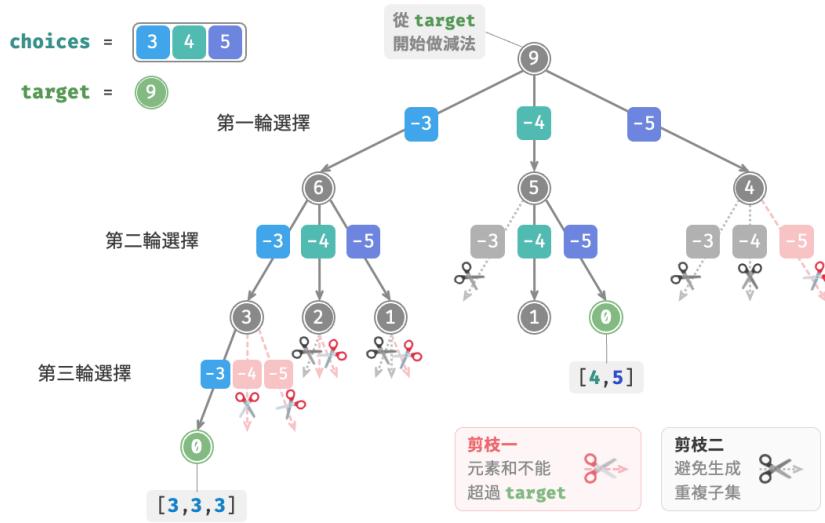 從 target
開始做減法
choices = 3 4 5
target = 9
9
第一輪選擇
-3 -4 -5
6 5 4
第二輪選擇
-3 -4 -5 -3 -4 -5 -3 -4 -5
3 2 1 1 0
第三輪選擇
-3 -4 -5
[4,5]
0
[3,3,3]
剪枝一
元素和不能
超過 target
剪枝二
避免生成
重複子集